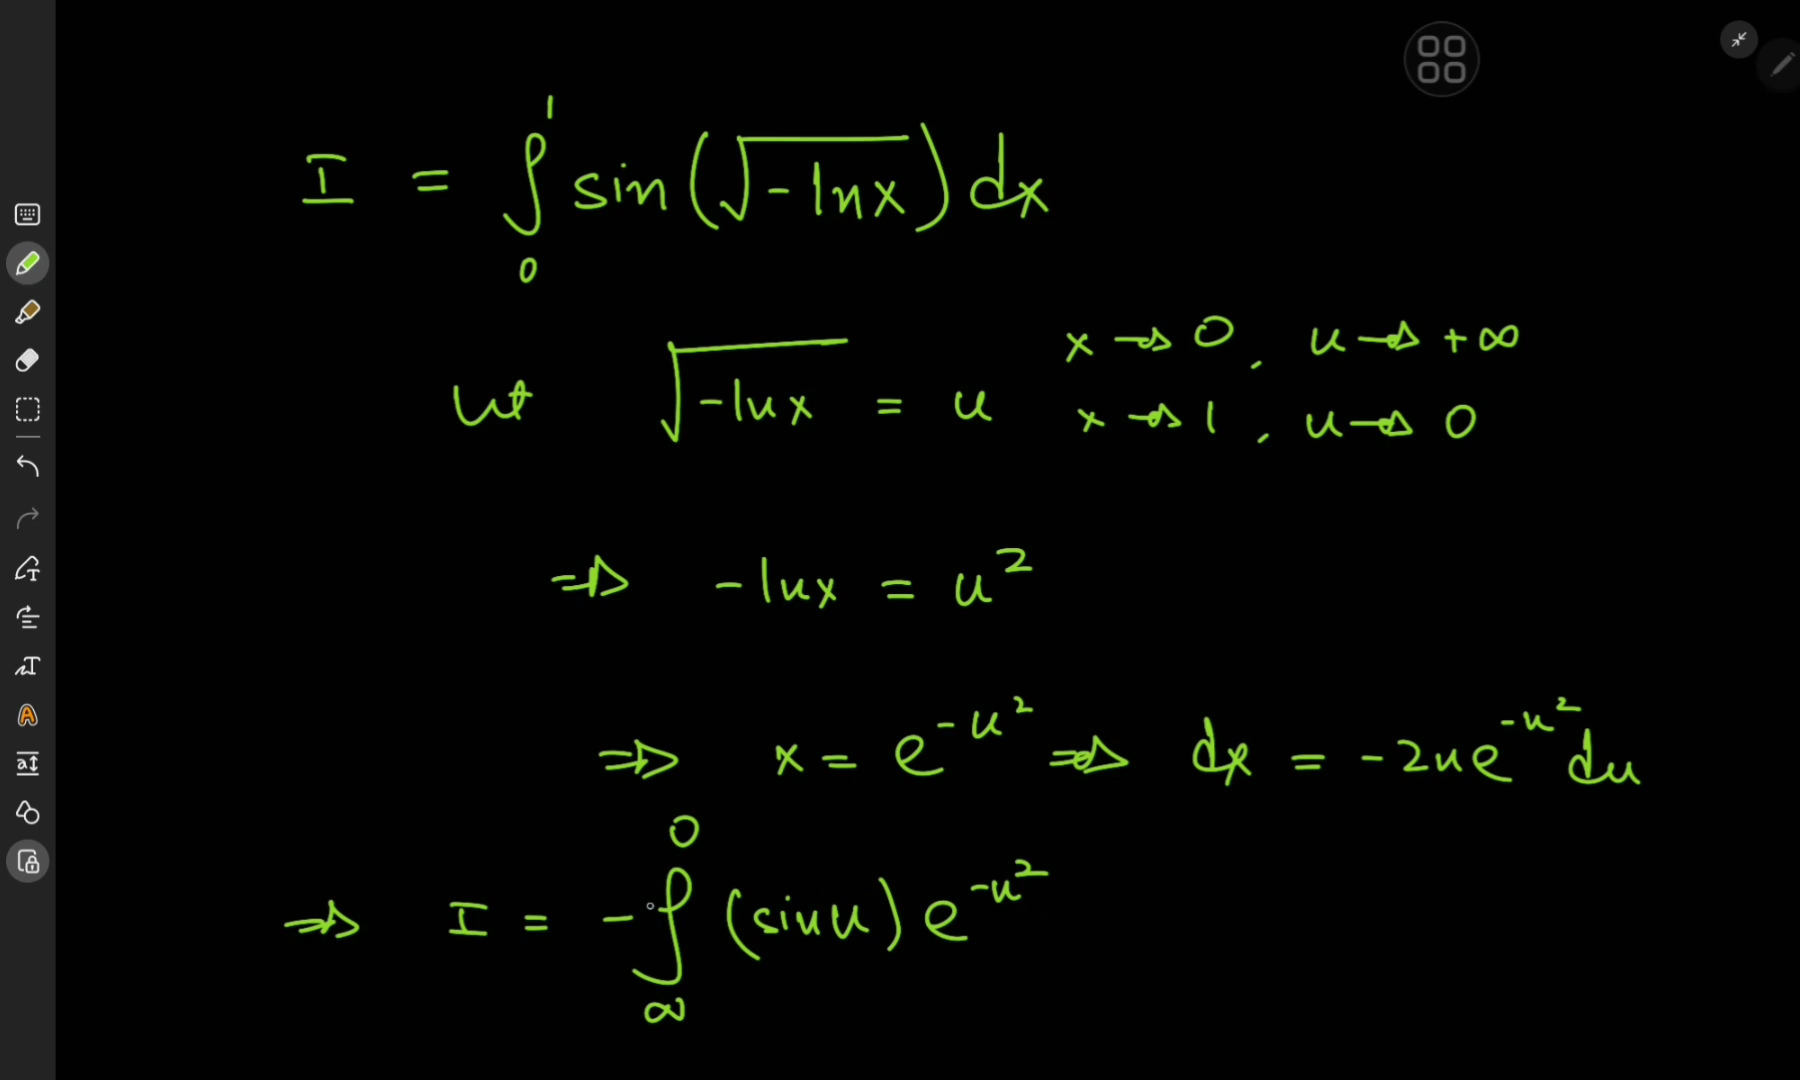 I = ∫₀¹ sin(√(-lnx)) dx
let √(-lnx) = u
x → 0, u → +∞
x → 1, u → 0
⇒ -lnx = u²
⇒ x = e^(-u²) ⇒ dx = -2ue^(-u²) du
⇒ I = -∫_∞^0 (sinu) e^(-u²)